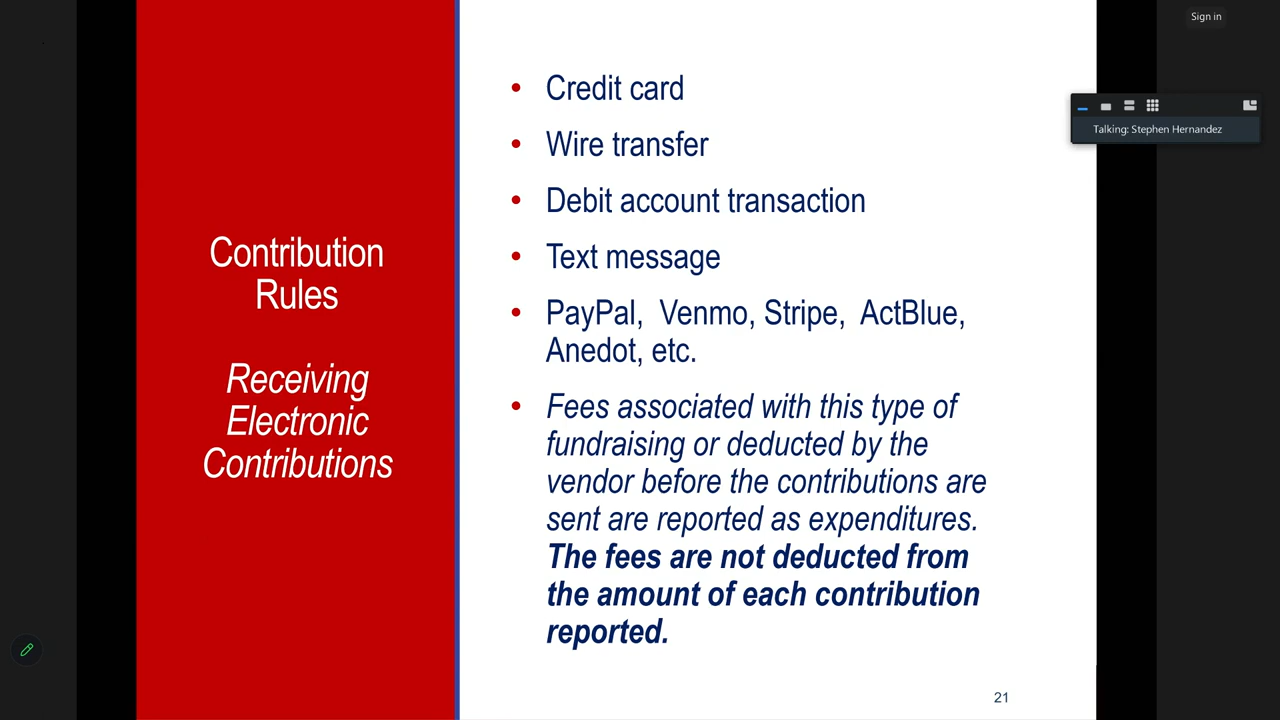 Sign in
Talking: Stephen Hernandez
Contribution
Rules
Receiving
Electronic
Contributions
• Credit card
• Wire transfer
• Debit account transaction
• Text message
• PayPal, Venmo, Stripe, ActBlue,
Anedot, etc.
• Fees associated with this type of
fundraising or deducted by the
vendor before the contributions are
sent are reported as expenditures.
The fees are not deducted from
the amount of each contribution
reported.
21